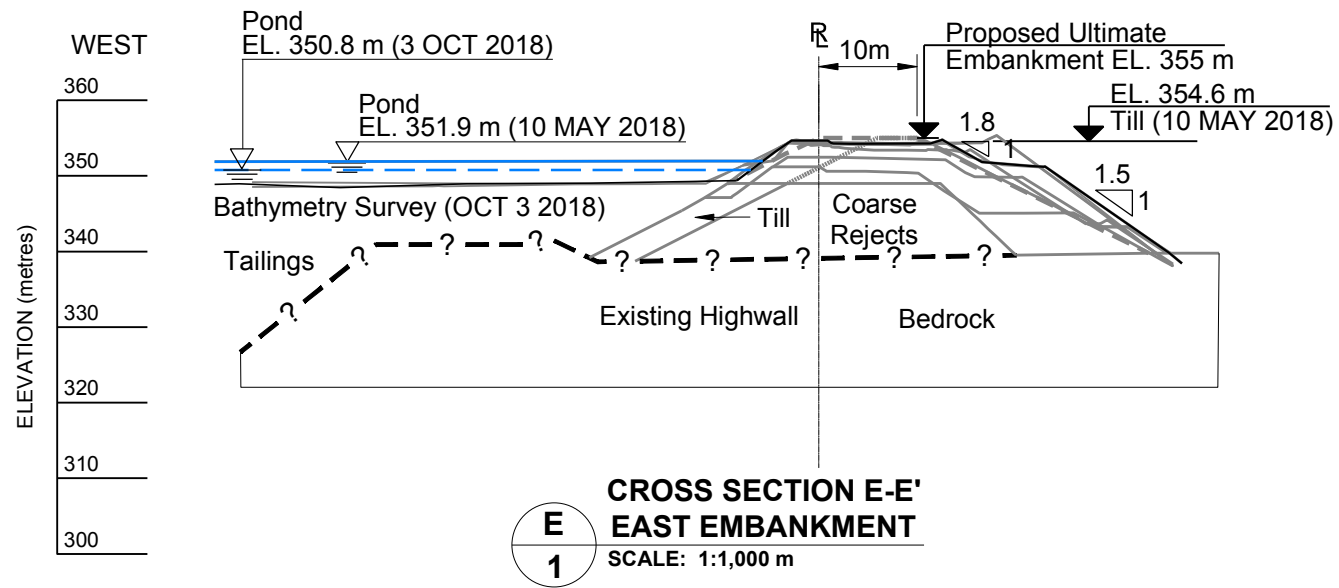 WEST
Pond
EL. 350.8 m (3 OCT 2018)
Pond
EL. 351.9 m (10 MAY 2018)
PL
10m
Proposed Ultimate
Embankment EL. 355 m
EL. 354.6 m
Till (10 MAY 2018)
1.8
1
1.5
1
ELEVATION (metres)
360
350
340
330
320
310
300
Bathymetry Survey (OCT 3 2018)
Till
Coarse
Rejects
Tailings
? ? ? ? ? ? ? ? ?
Existing Highwall
Bedrock
E
1
CROSS SECTION E-E'
EAST EMBANKMENT
SCALE: 1:1,000 m